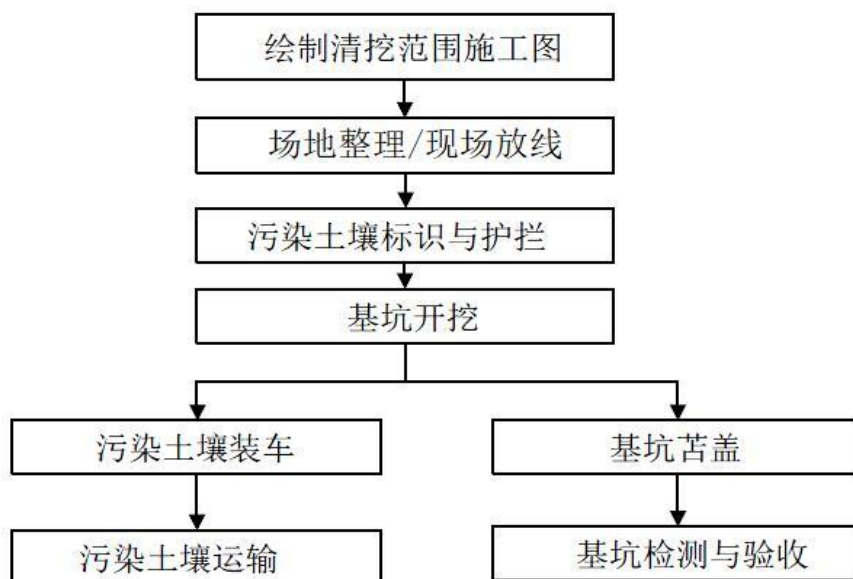 绘制清挖范围施工图
场地整理/现场放线
污染土壤标识与护拦
基坑开挖
污染土壤装车
基坑苫盖
污染土壤运输
基坑检测与验收